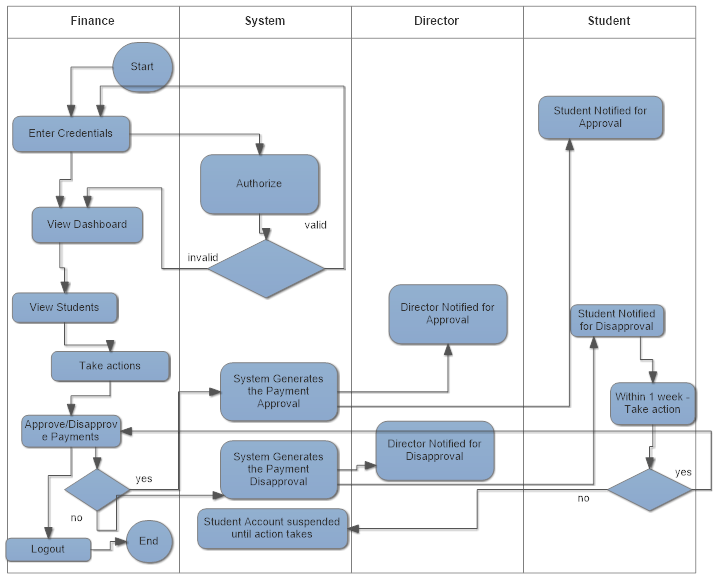 Finance
System
Director
Student
Start
Enter Credentials
Student Notified for
Approval
Authorize
valid
View Dashboard
invalid
View Students
Director Notified for
Approval
Student Notified
for Disapproval
Take actions
System Generates
the Payment
Approval
Within 1 week -
Take action
Approve/Disapprov
e Payments
Director Notified for
Disapproval
yes
System Generates
the Payment
Disapproval
yes
no
no
Student Account suspended
until action takes
Logout
End